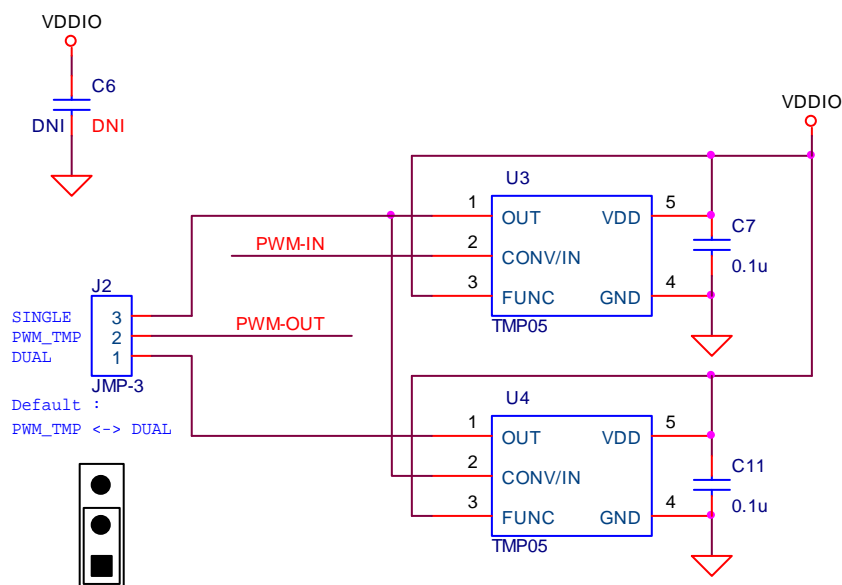 VDDIO
C6
DNI DNI
VDDIO
U3
1 OUT VDD 5
2 CONV/IN
3 FUNC GND 4
TMP05
C7
0.1u
PWM-IN
PWM-OUT
J2
SINGLE 3
PWM_TMP 2
DUAL 1
JMP-3
Default :
PWM_TMP <-> DUAL
U4
1 OUT VDD 5
2 CONV/IN
3 FUNC GND 4
TMP05
C11
0.1u